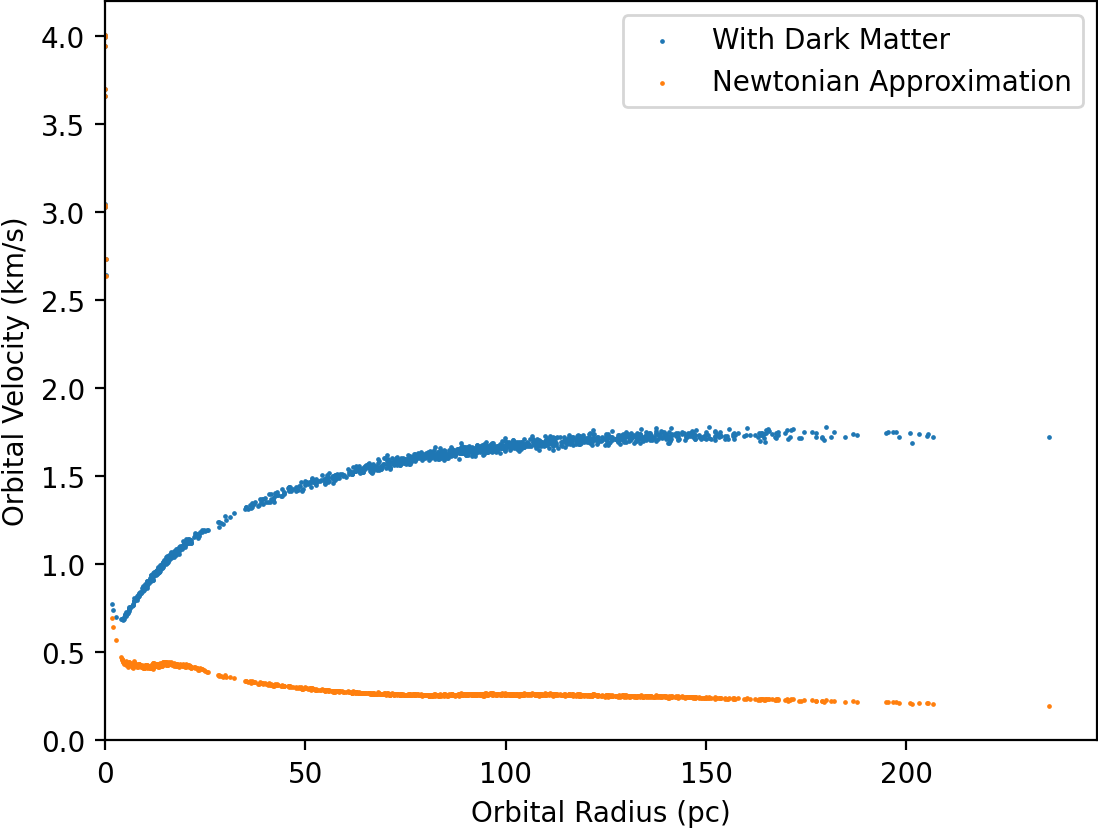 With Dark Matter
Newtonian Approximation
Orbital Velocity (km/s)
4.0
3.5
3.0
2.5
2.0
1.5
1.0
0.5
0.0
0 50 100 150 200
Orbital Radius (pc)